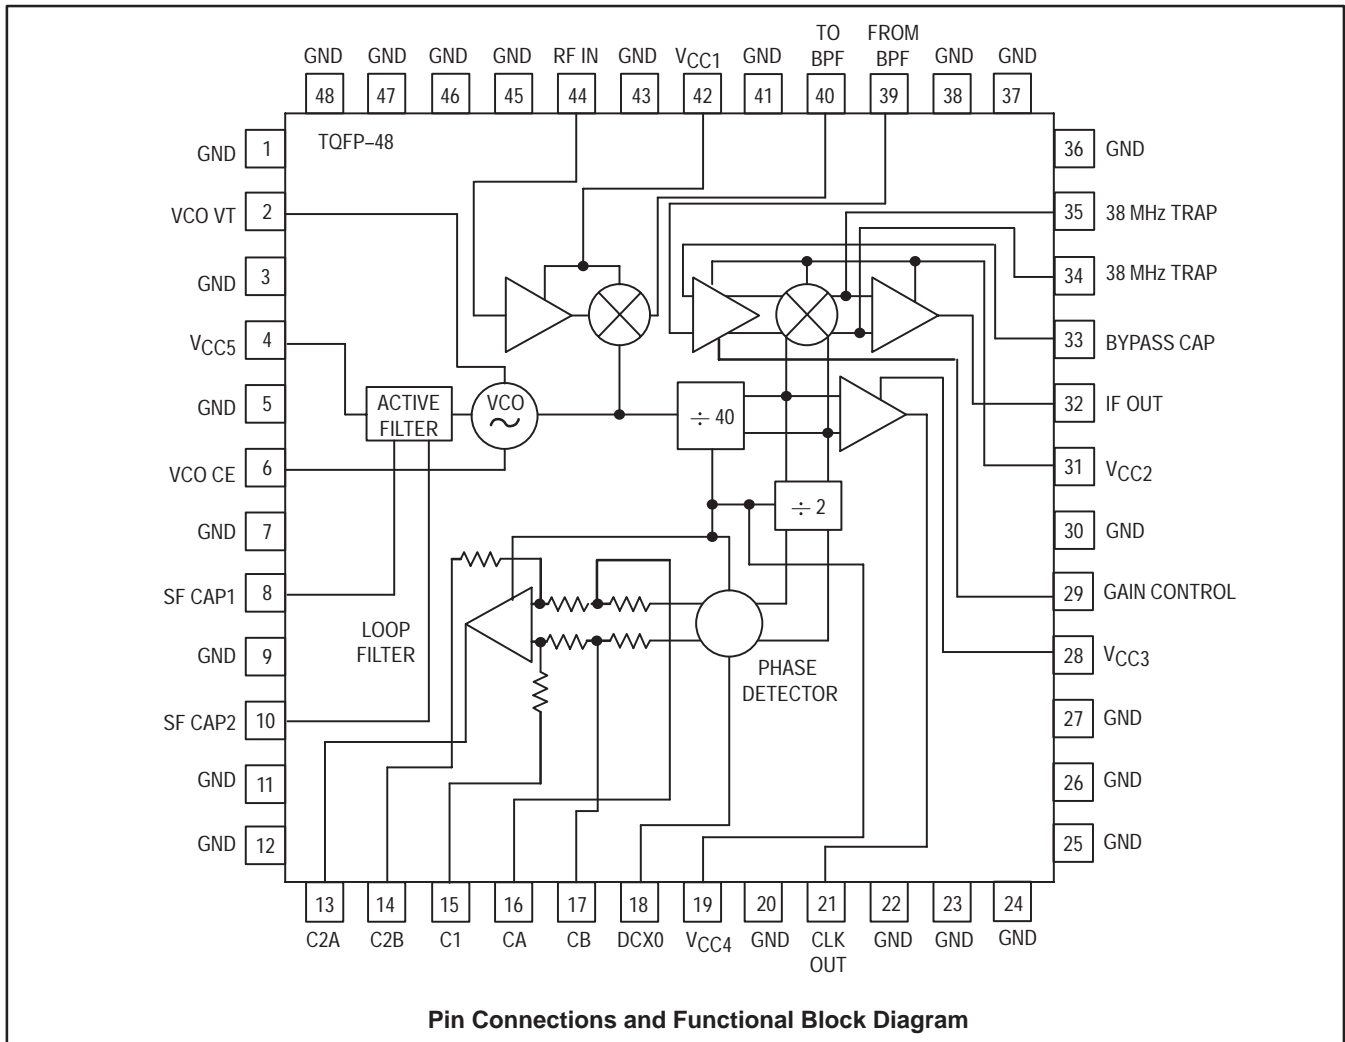 GND GND GND GND RF IN GND VCC1 GND TO BPF FROM BPF GND GND
48 47 46 45 44 43 42 41 40 39 38 37
TQFP–48
GND 1
VCO VT 2
GND 3
VCC5 4
GND 5
VCO CE 6
GND 7
SF CAP1 8
GND 9
SF CAP2 10
GND 11
GND 12
36 GND
35 38 MHz TRAP
34 38 MHz TRAP
33 BYPASS CAP
32 IF OUT
31 VCC2
30 GND
29 GAIN CONTROL
28 VCC3
27 GND
26 GND
25 GND
ACTIVE
FILTER
VCO
÷ 40
÷ 2
LOOP
FILTER
PHASE
DETECTOR
13 14 15 16 17 18 19 20 21 22 23 24
C2A C2B C1 CA CB DCX0 VCC4 GND CLK OUT GND GND GND
Pin Connections and Functional Block Diagram